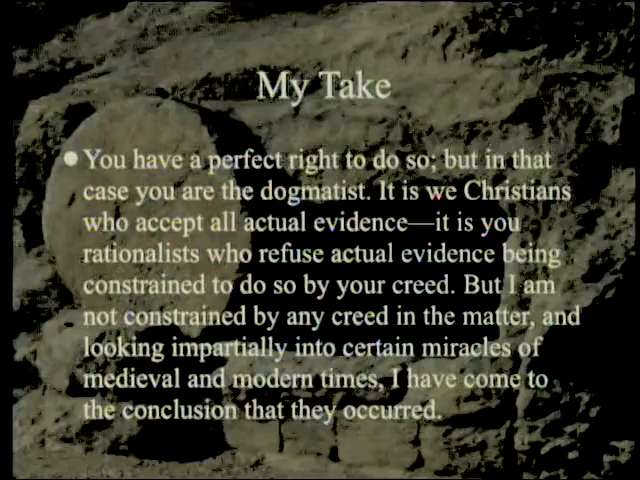 My Take
● You have a perfect right to do so; but in that
case you are the dogmatist. It is we Christians
who accept all actual evidence—it is you
rationalists who refuse actual evidence being
constrained to do so by your creed. But I am
not constrained by any creed in the matter, and
looking impartially into certain miracles of
medieval and modern times, I have come to
the conclusion that they occurred.